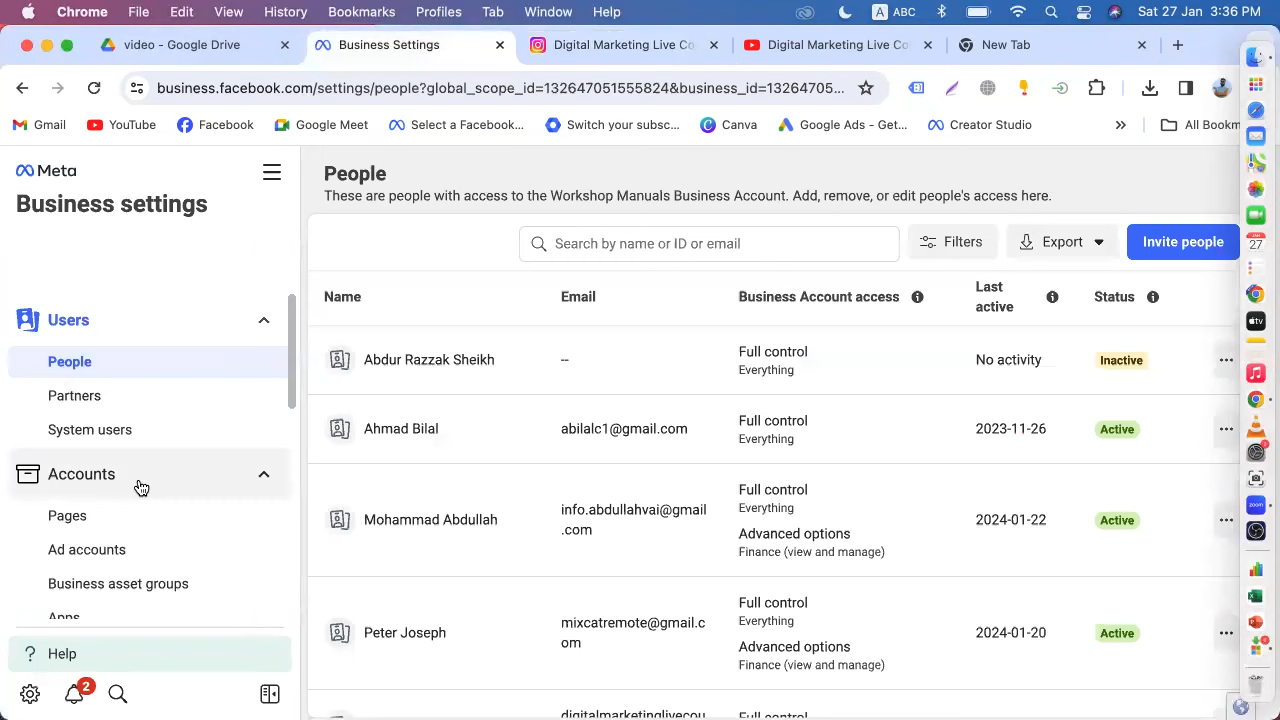 Chrome File Edit View History Bookmarks Profiles Tab Window Help A ABC Sat 27 Jan 3:36 PM
video - Google Drive Business Settings Digital Marketing Live Co Digital Marketing Live Co New Tab
business.facebook.com/settings/people?global_scope_id=132647051555824&business_id=13264705...
Gmail YouTube Facebook Google Meet Select a Facebook... Switch your subsc... Canva Google Ads - Get... Creator Studio » All Bookm
Meta
Business settings
Users
People
Partners
System users
Accounts
Pages
Ad accounts
Business asset groups
Apps
? Help
2
People
These are people with access to the Workshop Manuals Business Account. Add, remove, or edit people's access here.
Search by name or ID or email
Filters
Export
Invite people
Name Email Business Account access Last active Status
Abdur Razzak Sheikh -- Full control No activity Inactive
Everything
Ahmad Bilal abilalc1@gmail.com Full control 2023-11-26 Active
Everything
Mohammad Abdullah info.abdullahvai@gmail
.com Full control 2024-01-22 Active
Everything
Advanced options
Finance (view and manage)
Peter Joseph mixcatremote@gmail.c
om Full control 2024-01-20 Active
Everything
Advanced options
Finance (view and manage)
digitalmarketinglivecou Full control
JAN
27
tv
zoom